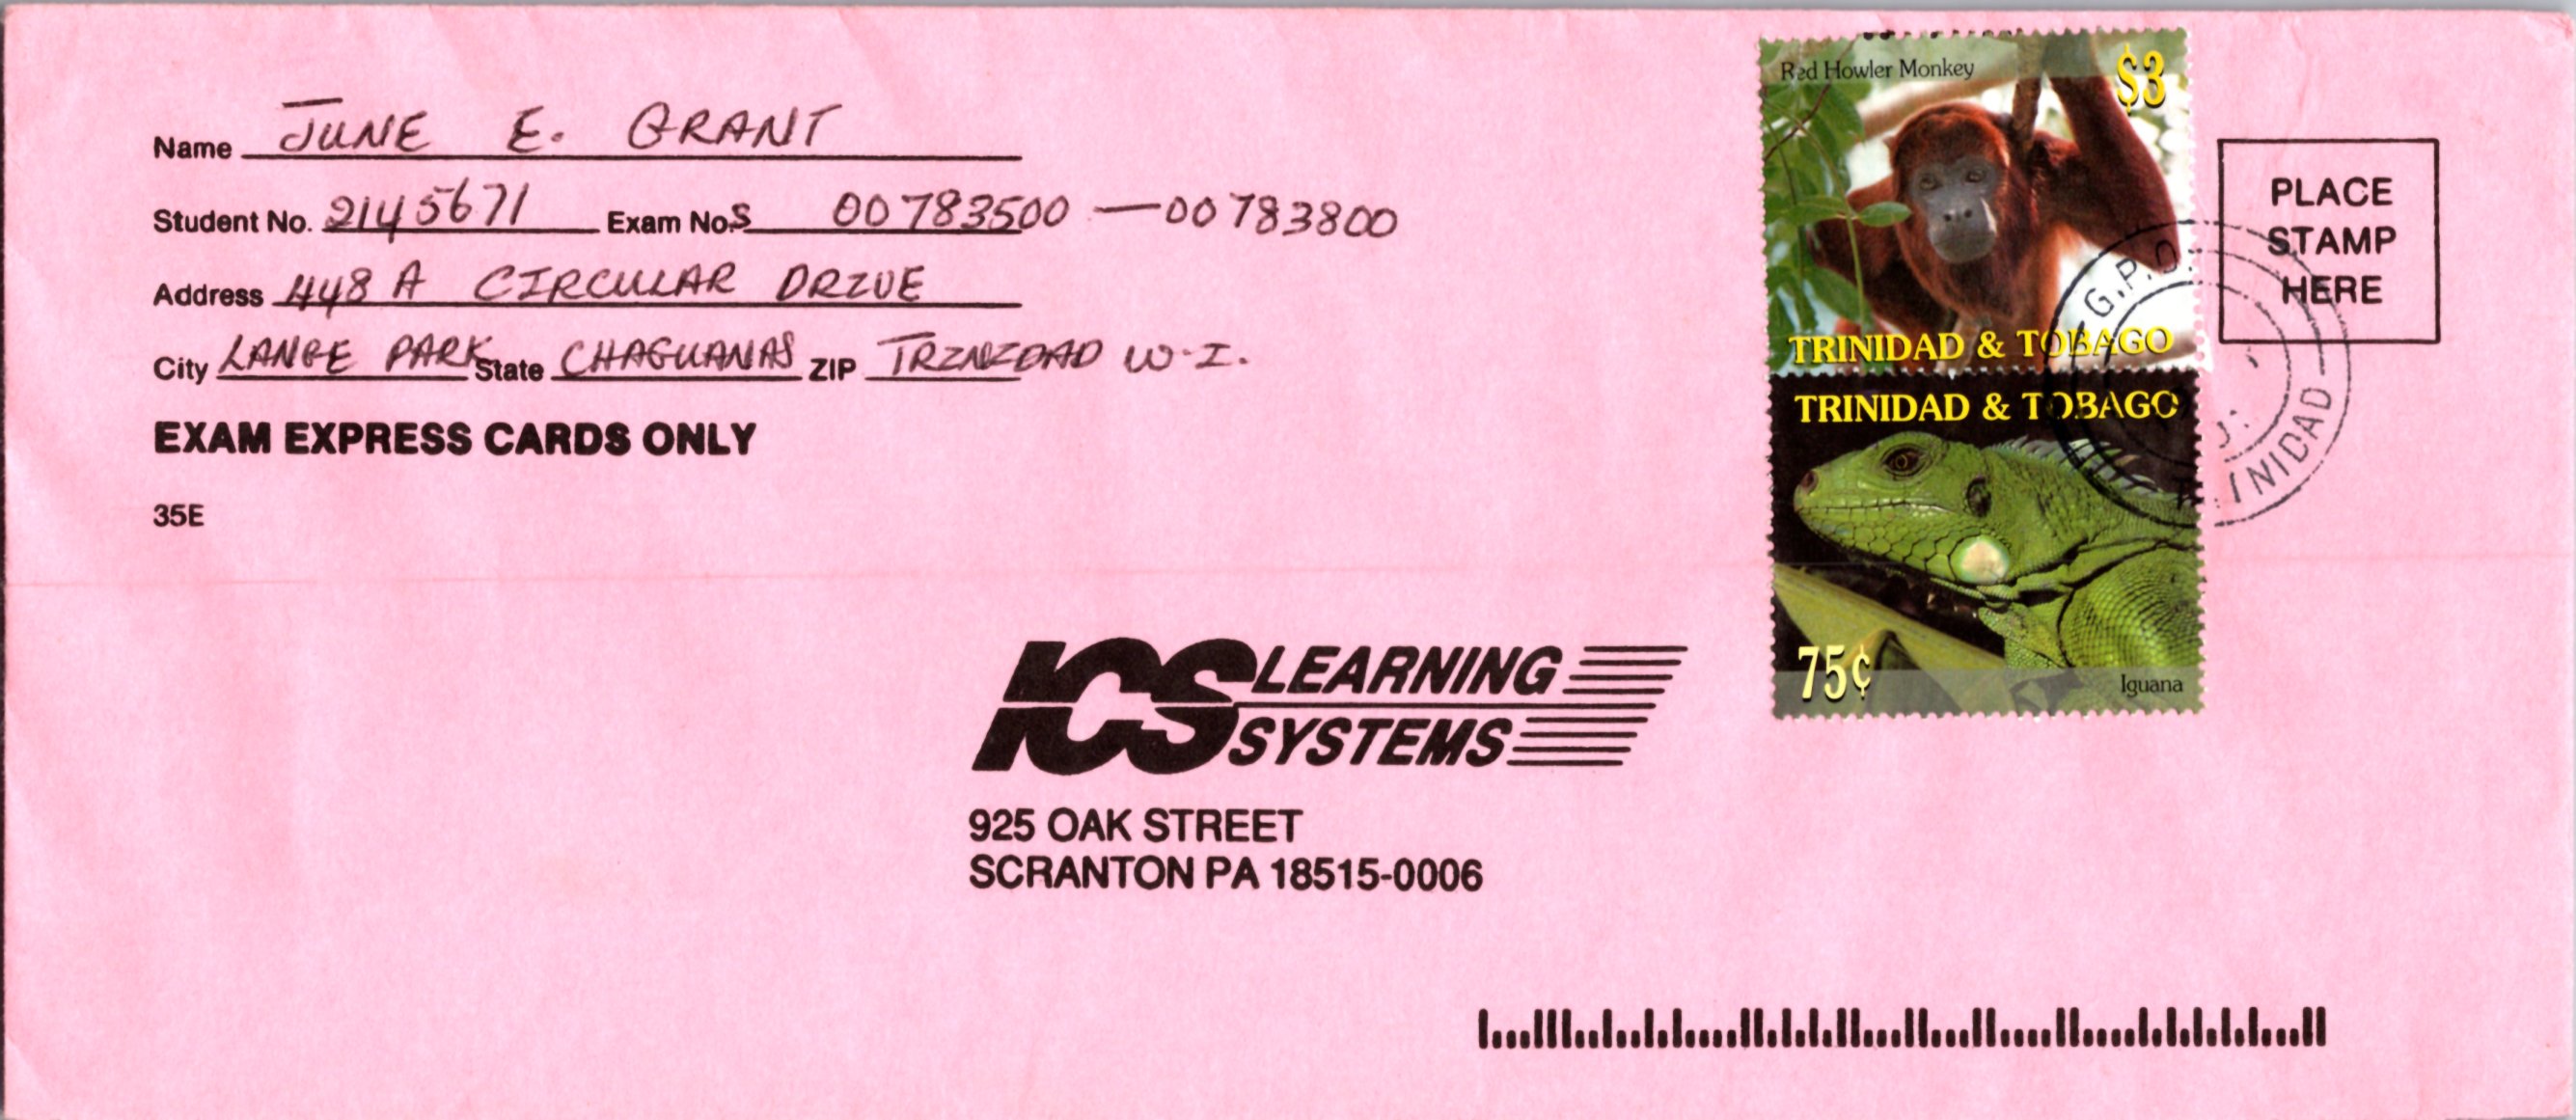 Name JUNE E. GRANT
Student No. 2145671 Exam No.S 00783500 — 00783800
Address 448 A CIRCULAR DRIVE
City LANGE PARK State CHAGUANAS ZIP TRINIDAD W.I.
EXAM EXPRESS CARDS ONLY
35E
Red Howler Monkey
$3
TRINIDAD & TOBAGO
TRINIDAD & TOBAGO
75¢
Iguana
G.P.O.
TRINIDAD
PLACE
STAMP
HERE
ICS LEARNING
SYSTEMS
925 OAK STREET
SCRANTON PA 18515-0006